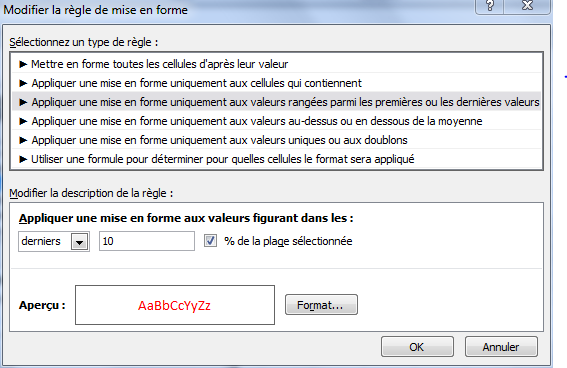 Modifier la règle de mise en forme
Sélectionnez un type de règle :
► Mettre en forme toutes les cellules d'après leur valeur
► Appliquer une mise en forme uniquement aux cellules qui contiennent
► Appliquer une mise en forme uniquement aux valeurs rangées parmi les premières ou les dernières valeurs
► Appliquer une mise en forme uniquement aux valeurs au-dessus ou en dessous de la moyenne
► Appliquer une mise en forme uniquement aux valeurs uniques ou aux doublons
► Utiliser une formule pour déterminer pour quelles cellules le format sera appliqué
Modifier la description de la règle :
Appliquer une mise en forme aux valeurs figurant dans les :
derniers 10 % de la plage sélectionnée
Aperçu : AaBbCcYyZz Format...
OK Annuler